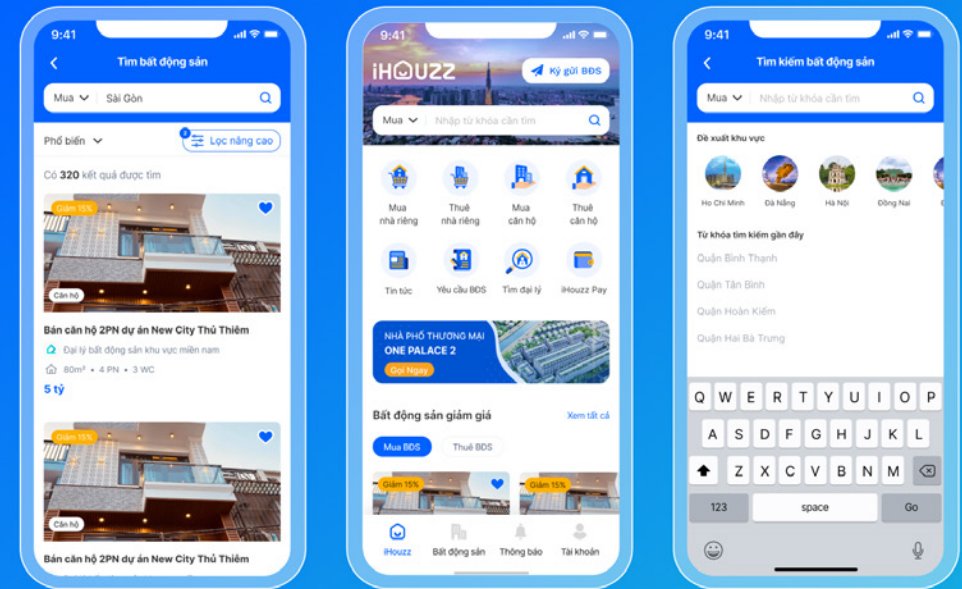 9:41
Tìm bất động sản
Mua
Sài Gòn
Phổ biến
2
Lọc nâng cao
Có 320 kết quả được tìm
Giảm 15%
Căn hộ
Bán căn hộ 2PN dự án New City Thủ Thiêm
Đại lý bất động sản khu vực miền nam
80m² • 4 PN • 3 WC
5 tỷ
Giảm 15%
Căn hộ
Bán căn hộ 2PN dự án New City Thủ Thiêm
9:41
iHOUZZ
Ký gửi BĐS
Mua
Nhập từ khóa cần tìm
Mua nhà riêng
Thuê nhà riêng
Mua căn hộ
Thuê căn hộ
Tin tức
Yêu cầu BĐS
Tìm đại lý
iHouzz Pay
NHÀ PHỐ THƯƠNG MẠI
ONE PALACE 2
Gọi Ngay
Bất động sản giảm giá
Xem tất cả
Mua BĐS
Thuê BĐS
Giảm 15%
Giảm 15%
iHouzz
Bất động sản
Thông báo
Tài khoản
9:41
Tìm kiếm bất động sản
Mua
Nhập từ khóa cần tìm
Đề xuất khu vực
Ho Chi Minh
Đà Nẵng
Hà Nội
Đồng Nai
Từ khóa tìm kiếm gần đây
Quận Bình Thạnh
Quận Tân Bình
Quận Hoàn Kiếm
Quận Hai Bà Trưng
Q W E R T Y U I O P
A S D F G H J K L
Z X C V B N M
123
space
Go